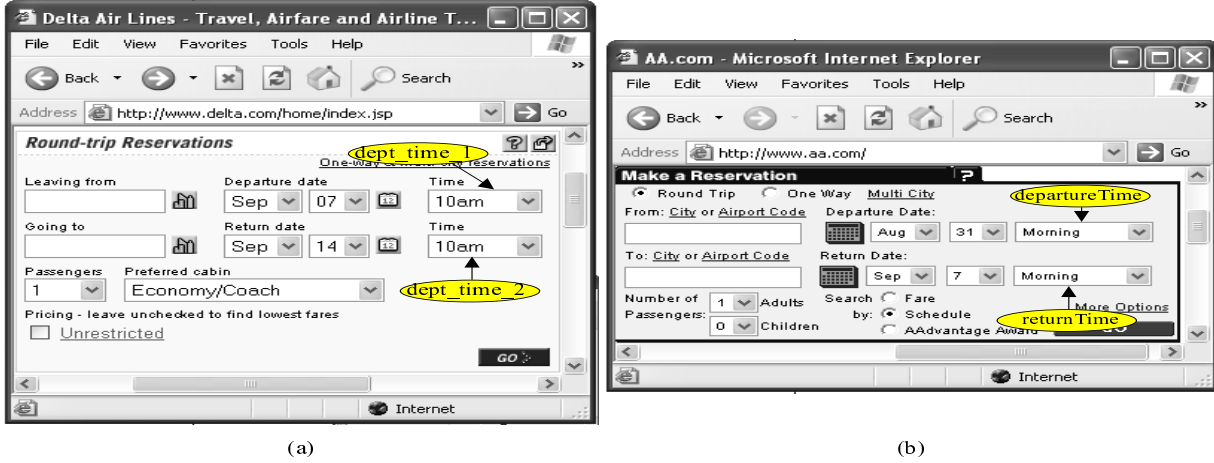 Delta Air Lines - Travel, Airfare and Airline T...
File Edit View Favorites Tools Help
Back Search »
Address http://www.delta.com/home/index.jsp Go
Round-trip Reservations ?
dept_time_1
One-way reservations
Leaving from Departure date Time
Sep 07 12 10am
Going to Return date Time
Sep 14 12 10am
Passengers Preferred cabin
1 Economy/Coach
dept_time_2
Pricing - leave unchecked to find lowest fares
Unrestricted
GO
Internet
(a)
AA.com - Microsoft Internet Explorer
File Edit View Favorites Tools Help
Back Search »
Address http://www.aa.com/ Go
Make a Reservation ?
Round Trip One Way Multi City
departureTime
From: City or Airport Code Departure Date:
Aug 31 Morning
To: City or Airport Code Return Date:
Sep 7 Morning
Number of Passengers: 1 Adults
0 Children
Search by: Fare
Schedule
AAdvantage Award
More Options
returnTime
GO
Internet
(b)